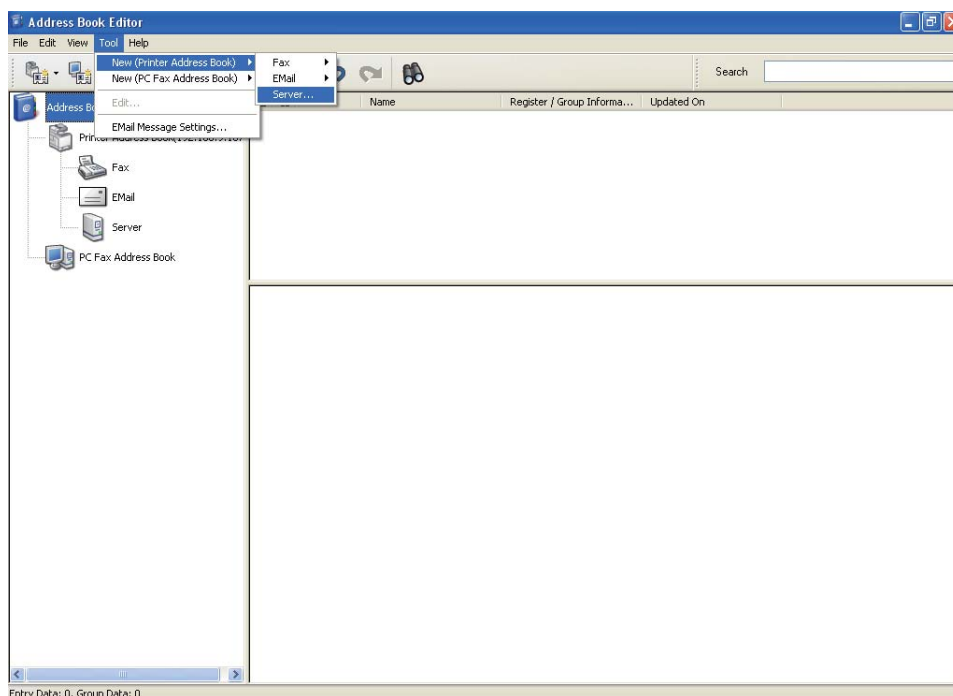 Address Book Editor
File Edit View Tool Help
New (Printer Address Book)
New (PC Fax Address Book)
Edit...
EMail Message Settings...
Fax
EMail
Server...
Search
Name Register / Group Informa... Updated On
Address
Fax
EMail
Server
PC Fax Address Book
Entry Data: 0, Group Data: 0